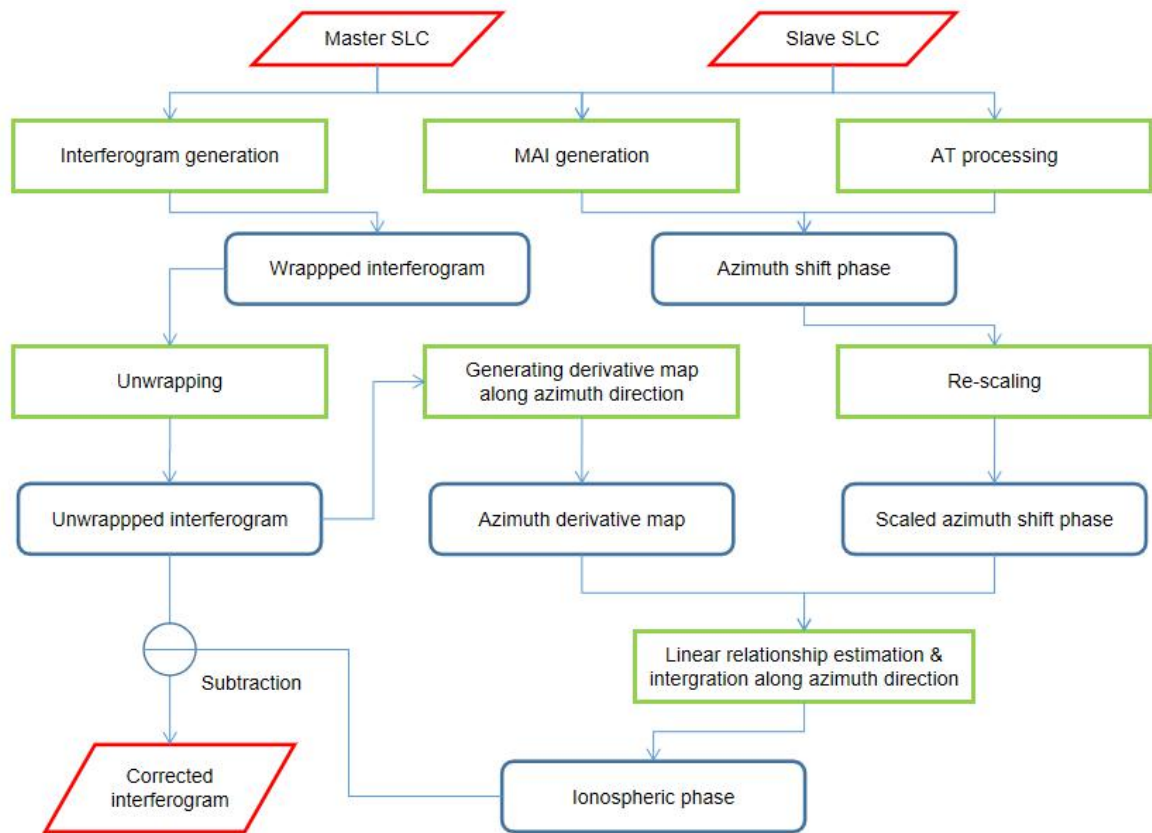 Master SLC
Slave SLC
Interferogram generation
MAI generation
AT processing
Wrappped interferogram
Azimuth shift phase
Unwrapping
Generating derivative map
along azimuth direction
Re-scaling
Unwrappped interferogram
Azimuth derivative map
Scaled azimuth shift phase
Linear relationship estimation &
intergration along azimuth direction
Subtraction
Corrected
interferogram
Ionospheric phase